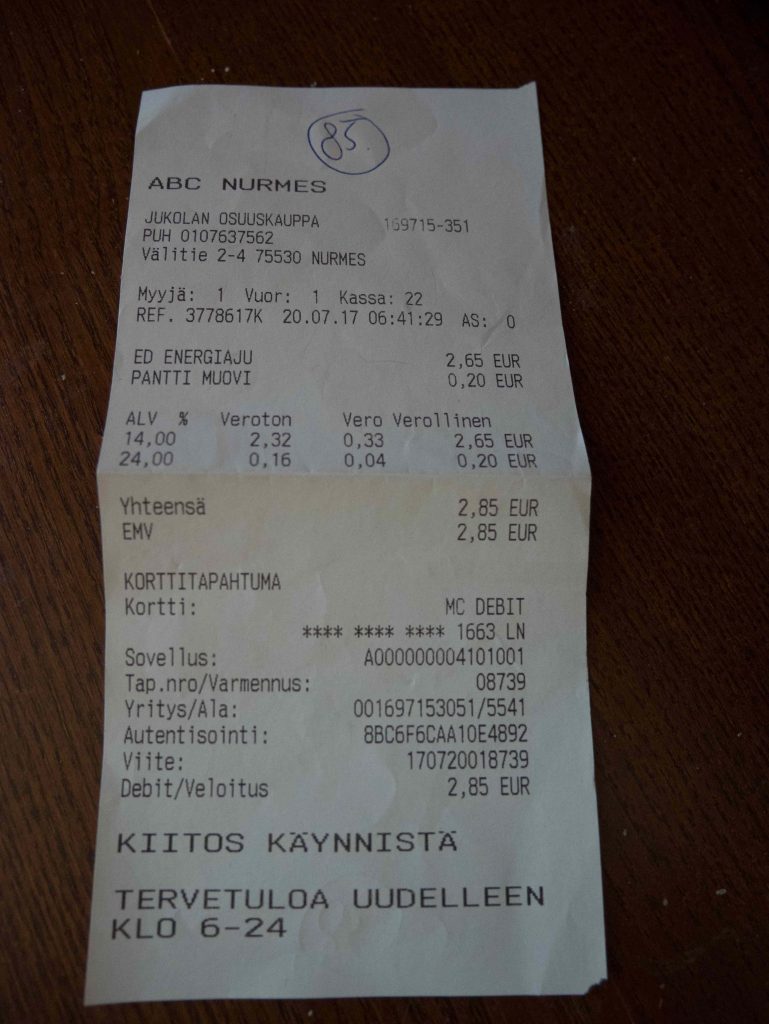 85
ABC NURMES
JUKOLAN OSUUSKAUPPA 169715-351
PUH 0107637562
Välitie 2-4 75530 NURMES
Myyjä: 1 Vuor: 1 Kassa: 22
REF. 3778617K 20.07.17 06:41:29 AS: 0
ED ENERGIAJU 2,65 EUR
PANTTI MUOVI 0,20 EUR
ALV % Veroton Vero Verollinen
14,00 2,32 0,33 2,65 EUR
24,00 0,16 0,04 0,20 EUR
Yhteensä 2,85 EUR
EMV 2,85 EUR
KORTTITAPAHTUMA
Kortti: MC DEBIT
**** **** **** 1663 LN
Sovellus: A000000004101001
Tap.nro/Varmennus: 08739
Yritys/Ala: 001697153051/5541
Autentisointi: 8BC6F6CAA10E4892
Viite: 170720018739
Debit/Veloitus 2,85 EUR
KIITOS KÄYNNISTÄ
TERVETULOA UUDELLEEN
KLO 6-24